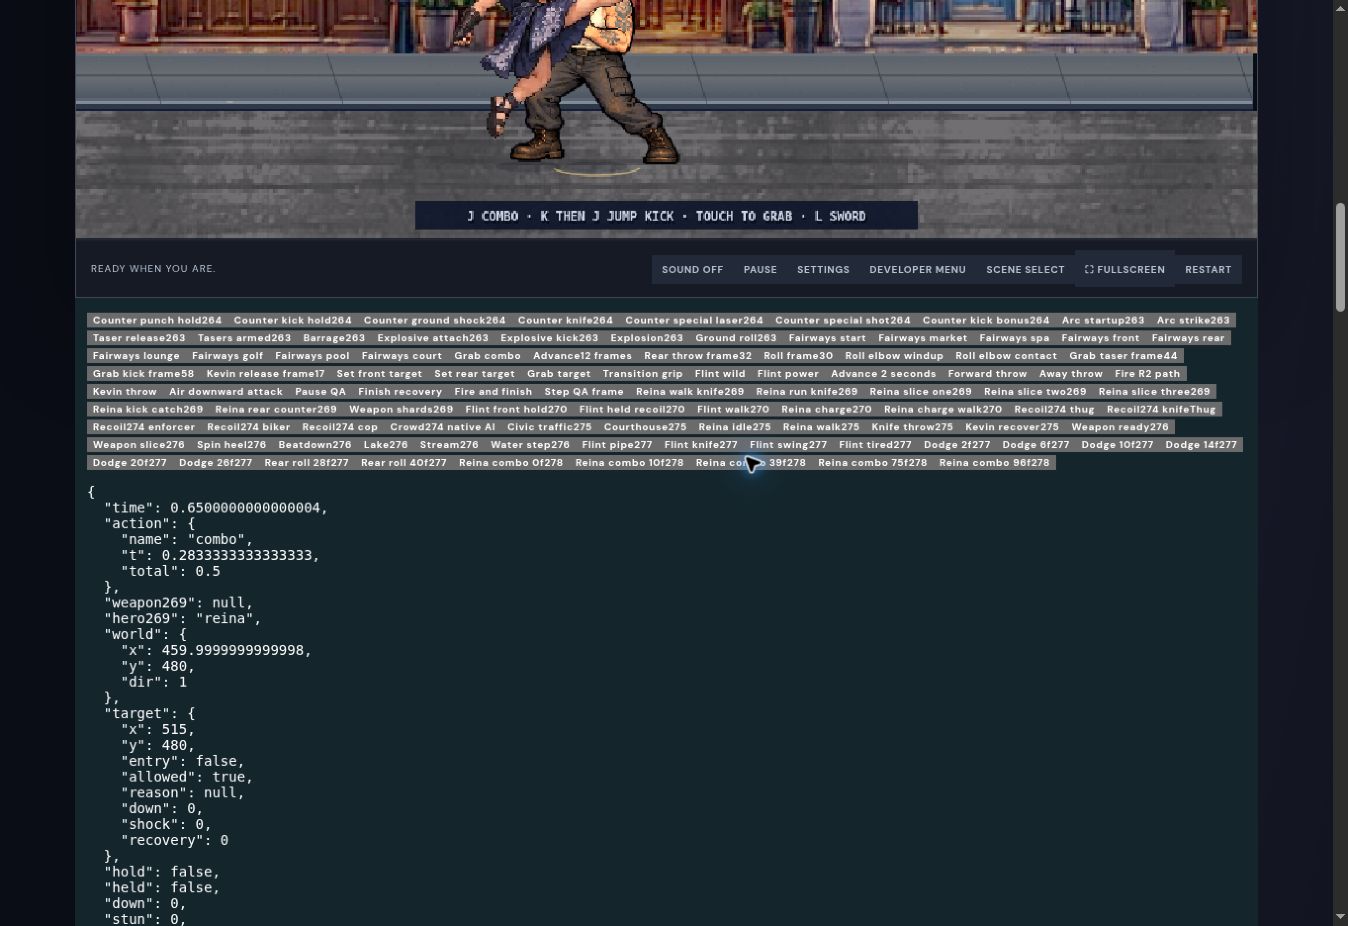 J COMBO · K THEN J JUMP KICK · TOUCH TO GRAB · L SWORD
READY WHEN YOU ARE.
SOUND OFF PAUSE SETTINGS DEVELOPER MENU SCENE SELECT ⛶ FULLSCREEN RESTART
Counter punch hold264 Counter kick hold264 Counter ground shock264 Counter knife264 Counter special laser264 Counter special shot264 Counter kick bonus264 Arc startup263 Arc strike263
Taser release263 Tasers armed263 Barrage263 Explosive attach263 Explosive kick263 Explosion263 Ground roll263 Fairways start Fairways market Fairways spa Fairways front Fairways rear
Fairways lounge Fairways golf Fairways pool Fairways court Grab combo Advance12 frames Rear throw frame32 Roll frame30 Roll elbow windup Roll elbow contact Grab taser frame44
Grab kick frame58 Kevin release frame17 Set front target Set rear target Grab target Transition grip Flint wild Flint power Advance 2 seconds Forward throw Away throw Fire R2 path
Kevin throw Air downward attack Pause QA Finish recovery Fire and finish Step QA frame Reina walk knife269 Reina run knife269 Reina slice one269 Reina slice two269 Reina slice three269
Reina kick catch269 Reina rear counter269 Weapon shards269 Flint front hold270 Flint held recoil270 Flint walk270 Reina charge270 Reina charge walk270 Recoil274 thug Recoil274 knifeThug
Recoil274 enforcer Recoil274 biker Recoil274 cop Crowd274 native AI Civic traffic275 Courthouse275 Reina idle275 Reina walk275 Knife throw275 Kevin recover275 Weapon ready276
Weapon slice276 Spin heel276 Beatdown276 Lake276 Stream276 Water step276 Flint pipe277 Flint knife277 Flint swing277 Flint tired277 Dodge 2f277 Dodge 6f277 Dodge 10f277 Dodge 14f277
Dodge 20f277 Dodge 26f277 Rear roll 28f277 Rear roll 40f277 Reina combo 0f278 Reina combo 10f278 Reina combo 39f278 Reina combo 75f278 Reina combo 96f278
{
"time": 0.6500000000000004,
"action": {
"name": "combo",
"t": 0.2833333333333333,
"total": 0.5
},
"weapon269": null,
"hero269": "reina",
"world": {
"x": 459.9999999999998,
"y": 480,
"dir": 1
},
"target": {
"x": 515,
"y": 480,
"entry": false,
"allowed": true,
"reason": null,
"down": 0,
"shock": 0,
"recovery": 0
},
"hold": false,
"held": false,
"down": 0,
"stun": 0,